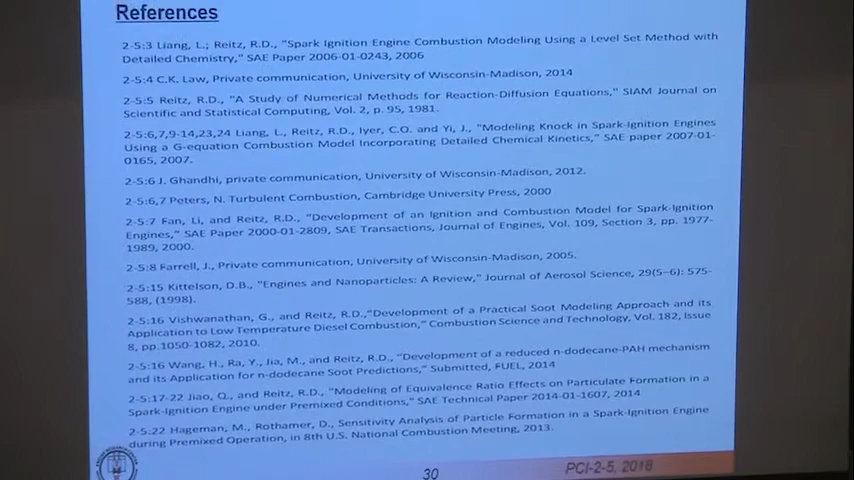 References
2-5:3 Liang, L.; Reitz, R.D., "Spark Ignition Engine Combustion Modeling Using a Level Set Method with
Detailed Chemistry," SAE Paper 2006-01-0243, 2006
2-5:4 C.K. Law, Private communication, University of Wisconsin-Madison, 2014
2-5:5 Reitz, R.D., "A Study of Numerical Methods for Reaction-Diffusion Equations," SIAM Journal on
Scientific and Statistical Computing, Vol. 2, p. 95, 1981.
2-5:6,7,9-14,23,24 Liang, L., Reitz, R.D., Iyer, C.O. and Yi, J., "Modeling Knock in Spark-Ignition Engines
Using a G-equation Combustion Model Incorporating Detailed Chemical Kinetics," SAE paper 2007-01-
0165, 2007.
2-5:6 J. Ghandhi, private communication, University of Wisconsin-Madison, 2012.
2-5:6,7 Peters, N. Turbulent Combustion, Cambridge University Press, 2000
2-5:7 Fan, Li, and Reitz, R.D., "Development of an Ignition and Combustion Model for Spark-Ignition
Engines," SAE Paper 2000-01-2809, SAE Transactions, Journal of Engines, Vol. 109, Section 3, pp. 1977-
1989, 2000.
2-5:8 Farrell, J., Private communication, University of Wisconsin-Madison, 2005.
2-5:15 Kittelson, D.B., "Engines and Nanoparticles: A Review," Journal of Aerosol Science, 29(5–6): 575-
588, (1998).
2-5:16 Vishwanathan, G., and Reitz, R.D.,"Development of a Practical Soot Modeling Approach and its
Application to Low Temperature Diesel Combustion," Combustion Science and Technology, Vol. 182, Issue
8, pp.1050-1082, 2010.
2-5:16 Wang, H., Ra, Y., Jia, M., and Reitz, R.D., "Development of a reduced n-dodecane-PAH mechanism
and its Application for n-dodecane Soot Predictions," Submitted, FUEL, 2014
2-5:17-22 Jiao, Q., and Reitz, R.D., "Modeling of Equivalence Ratio Effects on Particulate Formation in a
Spark-Ignition Engine under Premixed Conditions," SAE Technical Paper 2014-01-1607, 2014
2-5:22 Hageman, M., Rothamer, D., Sensitivity Analysis of Particle Formation in a Spark-Ignition Engine
during Premixed Operation, in 8th U.S. National Combustion Meeting, 2013.
30
PCI-2-5, 2018